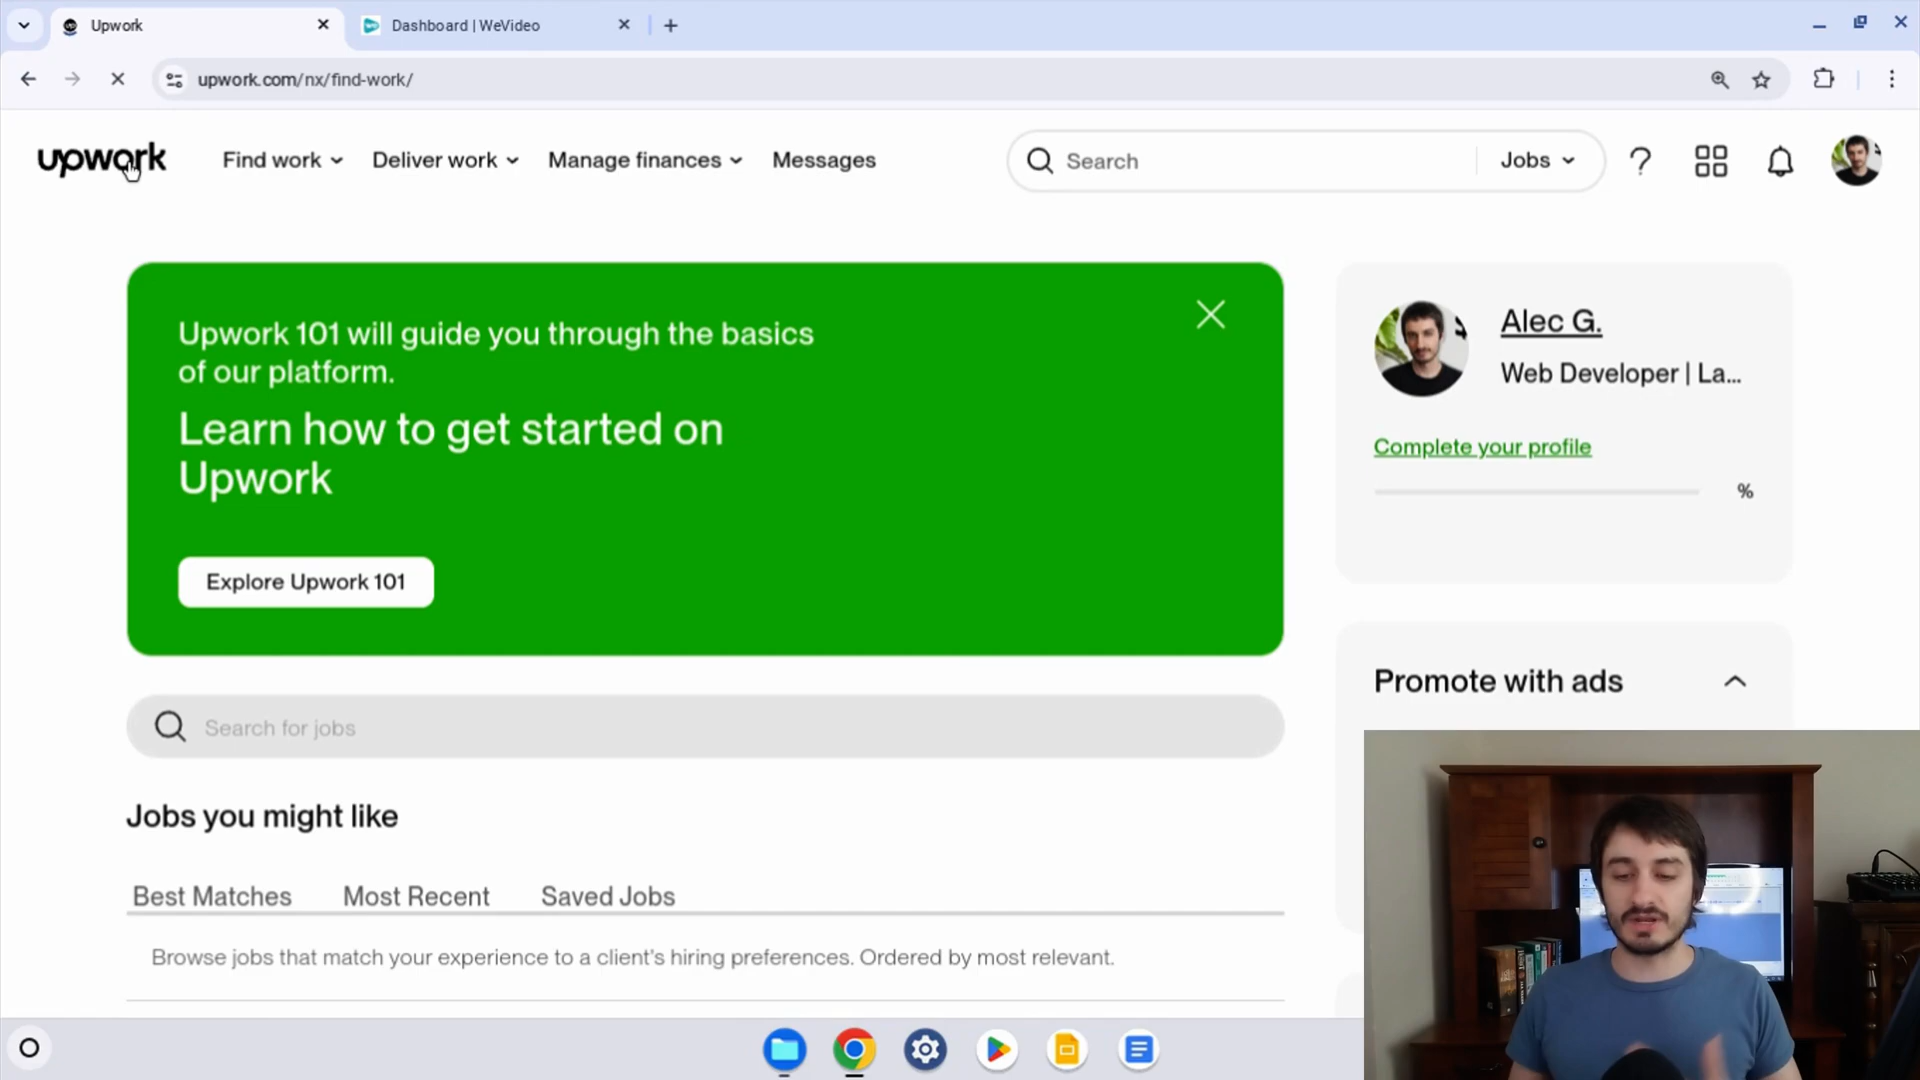 Upwork
Dashboard | WeVideo
upwork.com/nx/find-work/
upwork
Find work
Deliver work
Manage finances
Messages
Search
Jobs
Upwork 101 will guide you through the basics
of our platform.
Learn how to get started on
Upwork
Explore Upwork 101
Alec G.
Web Developer | La...
Complete your profile
%
Promote with ads
Search for jobs
Jobs you might like
Best Matches
Most Recent
Saved Jobs
Browse jobs that match your experience to a client's hiring preferences. Ordered by most relevant.